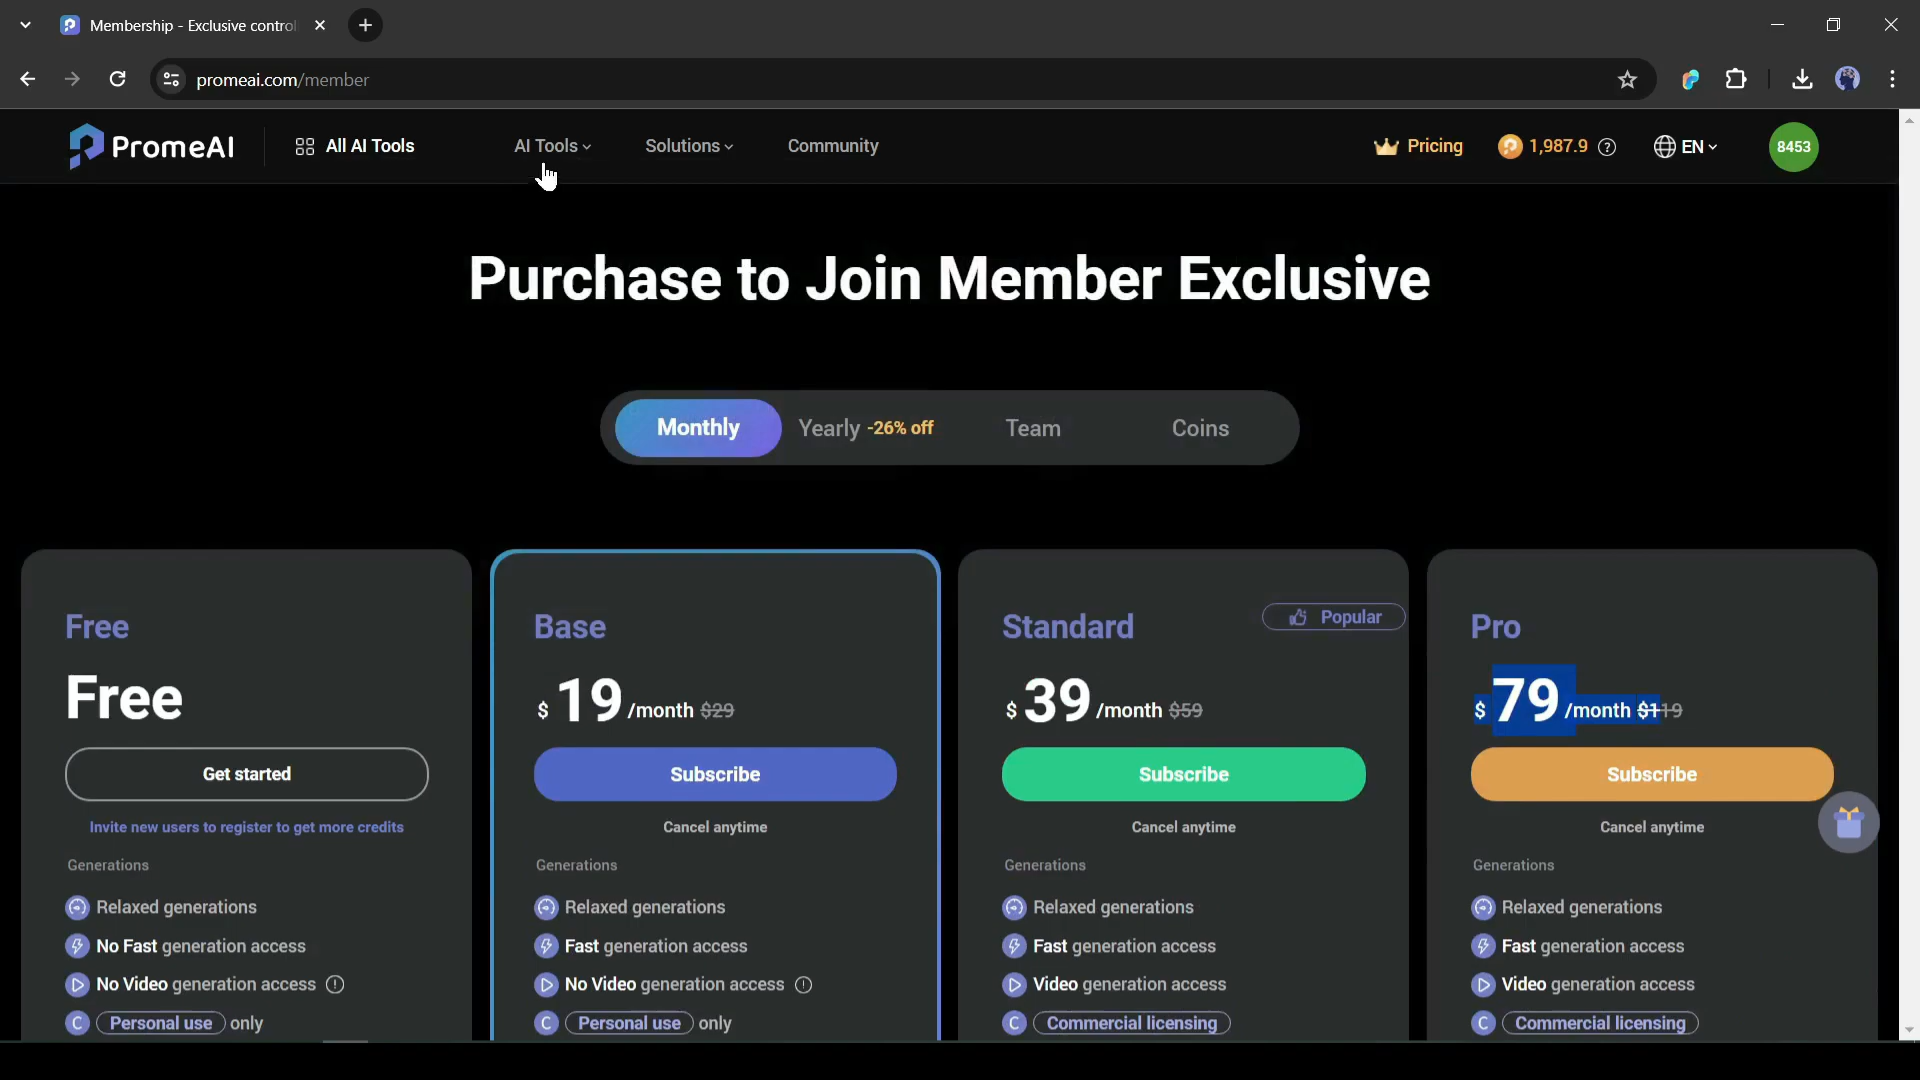 Membership - Exclusive control
promeai.com/member
PromeAI
All AI Tools
AI Tools
Solutions
Community
Pricing
1,987.9
EN
8453
Purchase to Join Member Exclusive
Monthly
Yearly -26% off
Team
Coins
Free
Free
Get started
Invite new users to register to get more credits
Generations
Relaxed generations
No Fast generation access
No Video generation access
Personal use only
Base
$ 19 /month $29
Subscribe
Cancel anytime
Generations
Relaxed generations
Fast generation access
No Video generation access
Personal use only
Standard
Popular
$ 39 /month $59
Subscribe
Cancel anytime
Generations
Relaxed generations
Fast generation access
Video generation access
Commercial licensing
Pro
$ 79 /month $119
Subscribe
Cancel anytime
Generations
Relaxed generations
Fast generation access
Video generation access
Commercial licensing